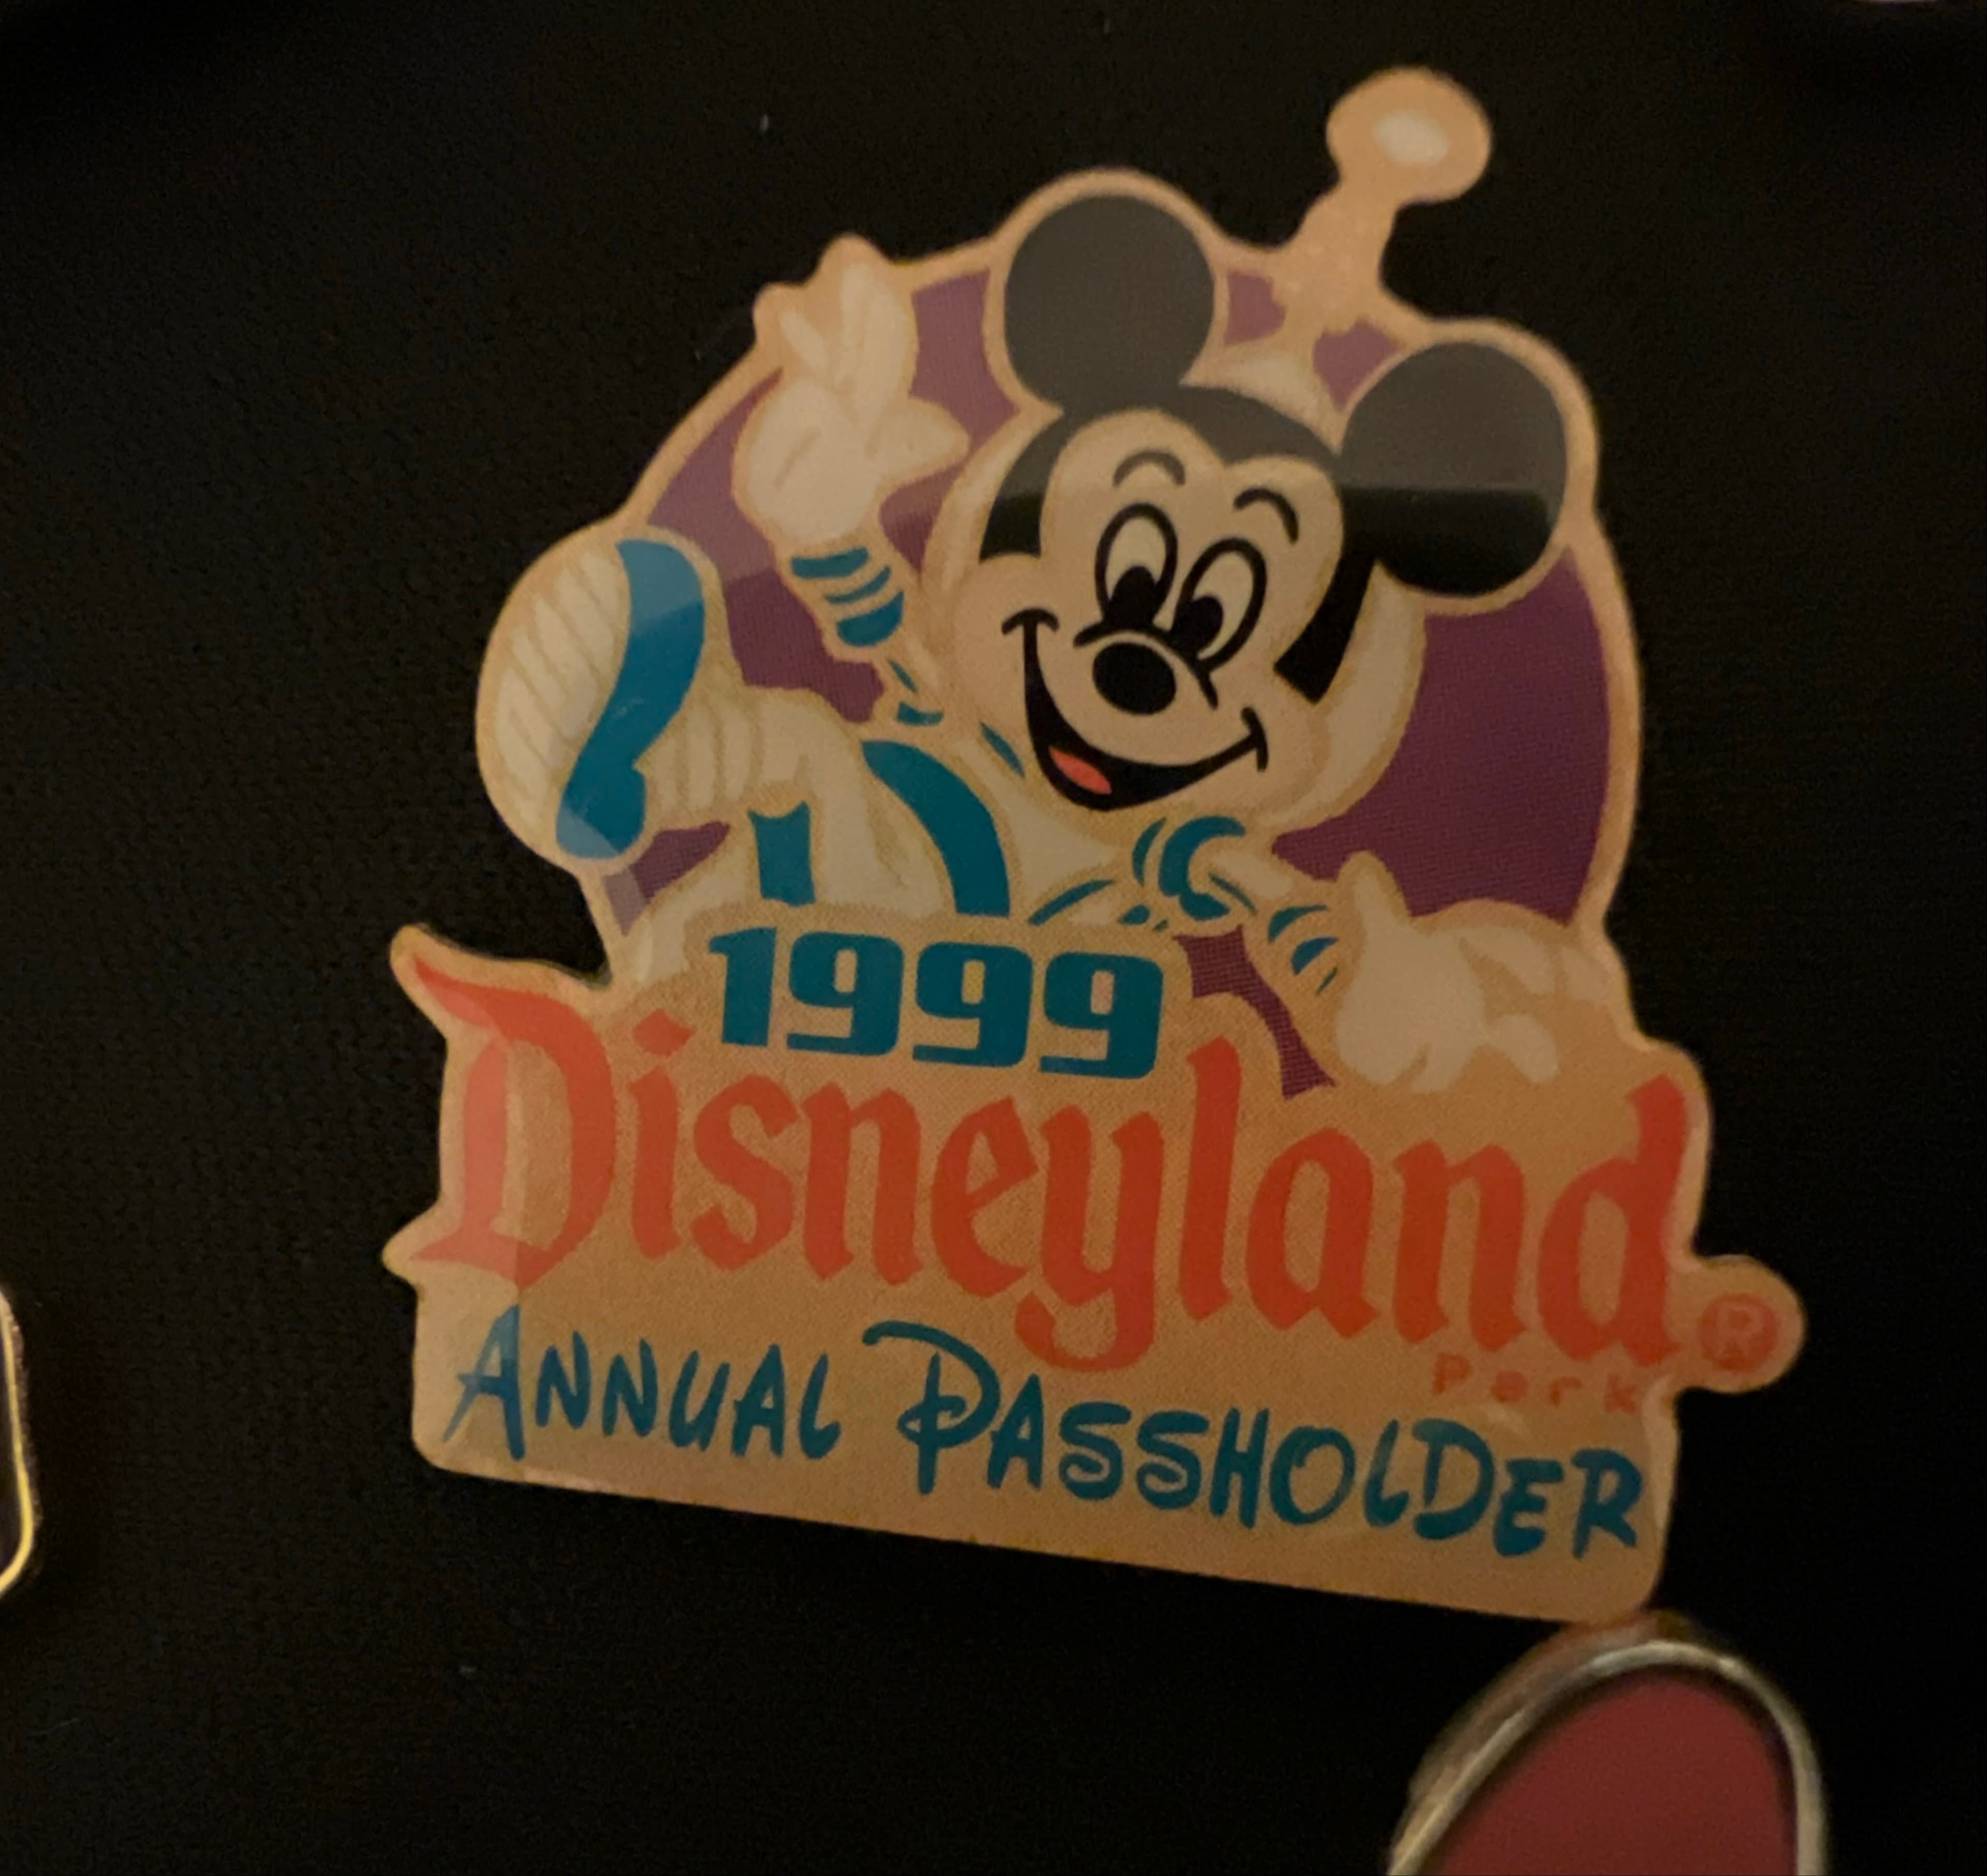 1999
Disneyland®
Park
ANNUAL PASSHOLDER